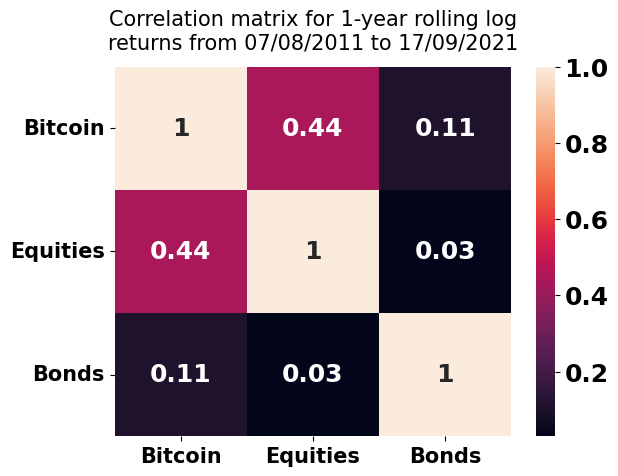 Correlation matrix for 1-year rolling log
returns from 07/08/2011 to 17/09/2021
Bitcoin 1 0.44 0.11
Equities 0.44 1 0.03
Bonds 0.11 0.03 1
Bitcoin Equities Bonds
1.0
0.8
0.6
0.4
0.2